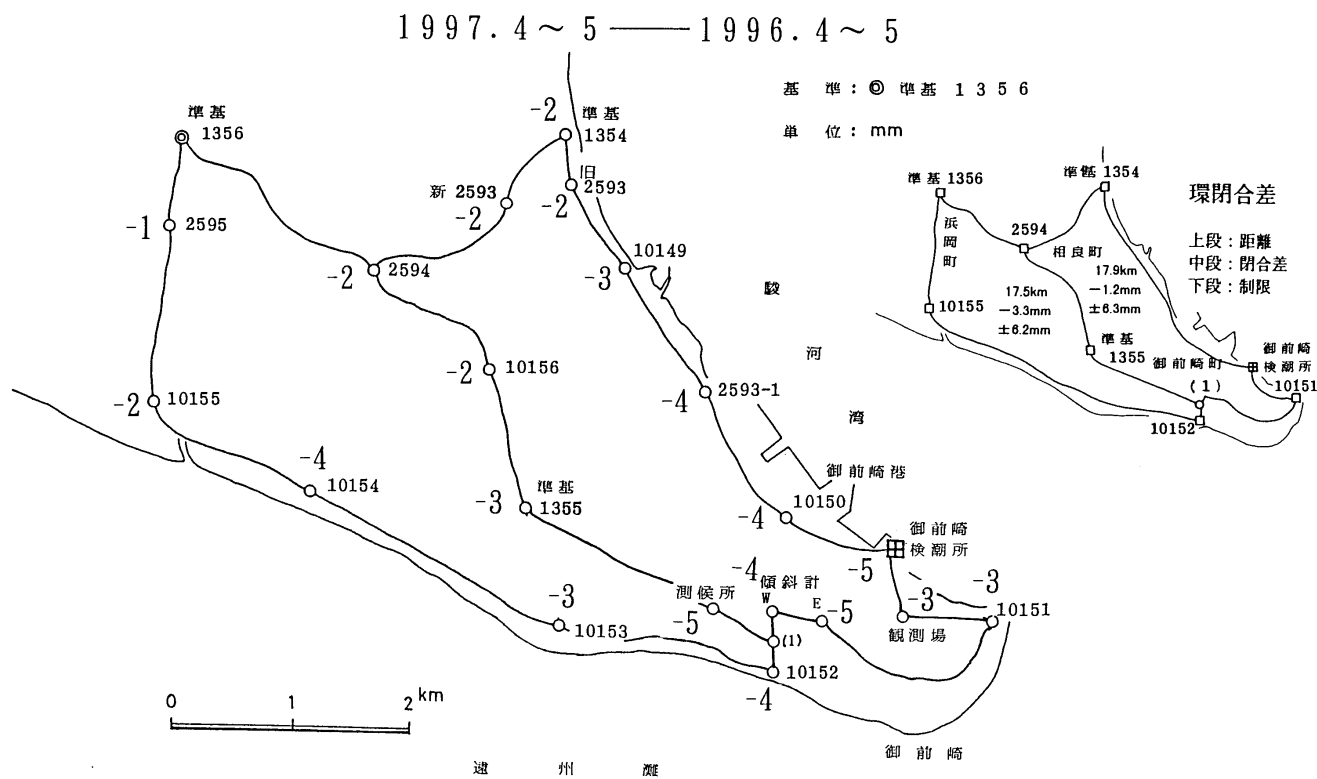 1997.4～5——1996.4～5
基 準：◎ 準基 1356
単 位：mm
準基
1356
-2
準基
1354
旧
2593
-2
新 2593
-2
-1
2595
2594
-2
10149
-3
駿
河
湾
10156
-2
2593-1
-4
10155
-2
-4
10154
準基
1355
-3
御前崎港
10150
-4
御前崎
検潮所
-5
-4
傾斜計
W
E
-5
測候所
-5
(1)
-3
観測場
-3
10151
-3
10153
10152
-4
0 1 2 km
御前崎
遠 州 灘
準基 1356
準基 1354
環閉合差
上段：距離
中段：閉合差
下段：制限
浜岡町
2594
相良町
17.9km
-1.2mm
±6.3mm
17.5km
-3.3mm
±6.2mm
10155
準基
1355
御前崎町
(1)
御前崎
検潮所
10151
10152